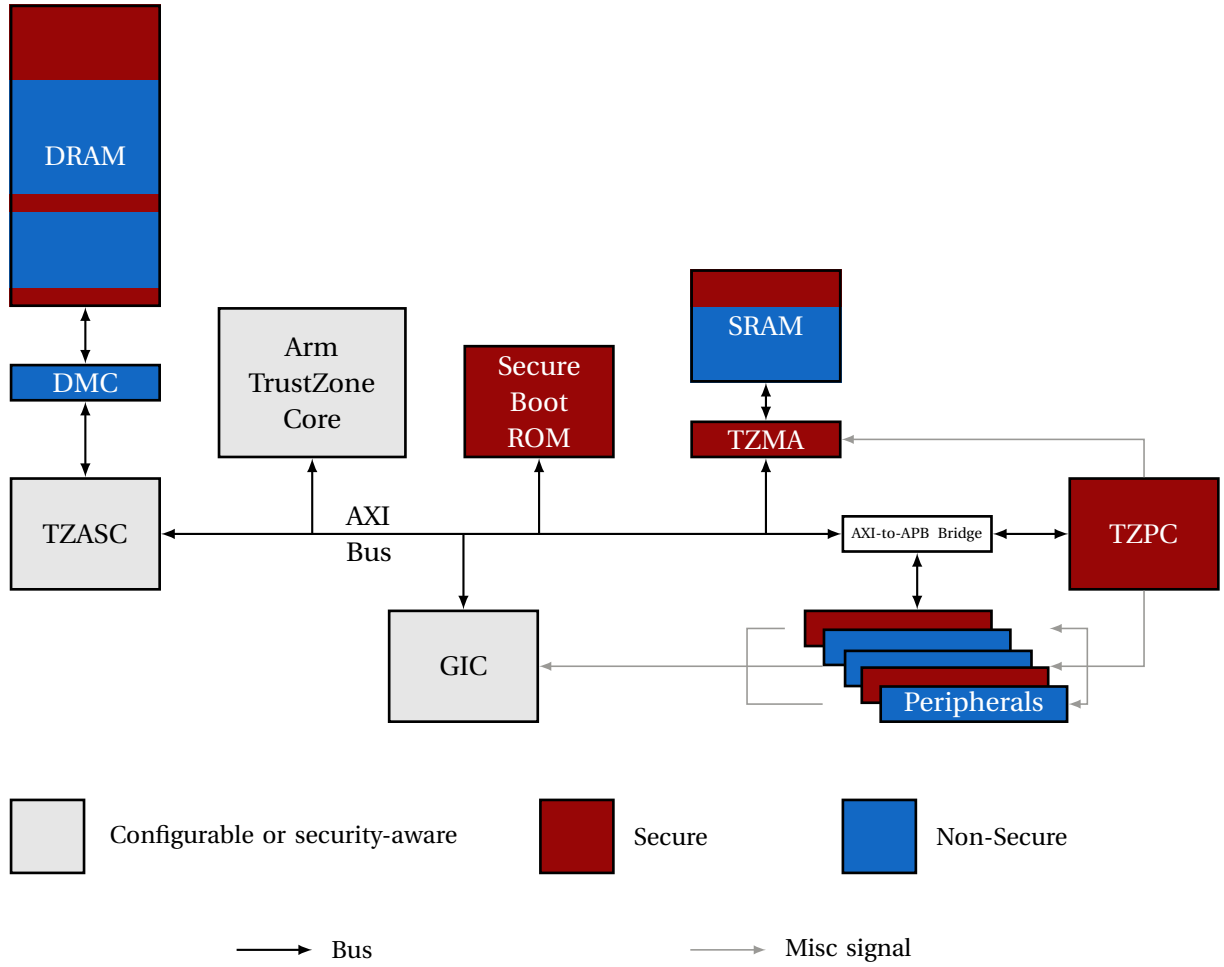 DRAM
DMC
TZASC
Arm
TrustZone
Core
Secure
Boot
ROM
SRAM
TZMA
AXI
Bus
AXI-to-APB Bridge
TZPC
GIC
Peripherals
Configurable or security-aware
Secure
Non-Secure
Bus
Misc signal